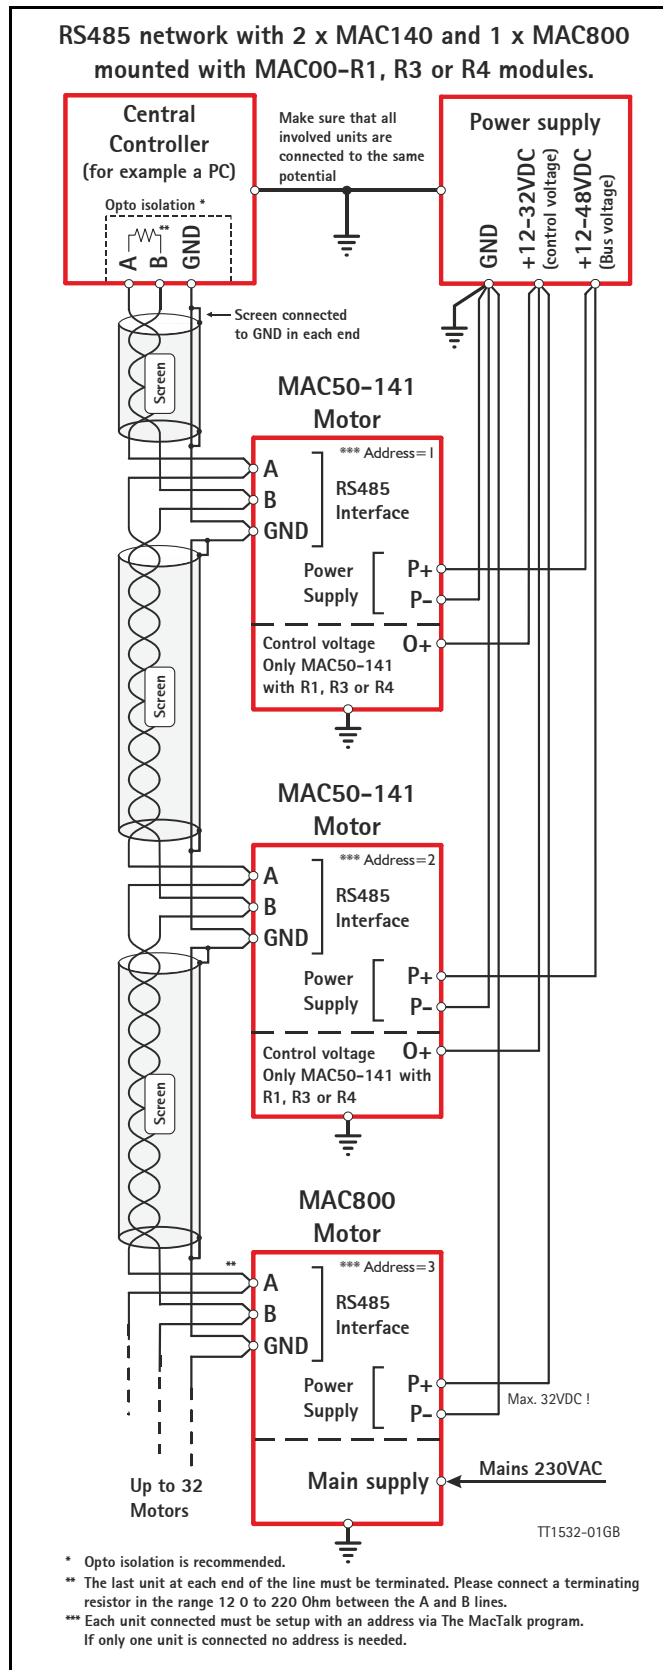 RS485 network with 2 x MAC140 and 1 x MAC800
mounted with MAC00-R1, R3 or R4 modules.
Central
Controller
(for example a PC)
Opto isolation *
**
A
B
GND
Make sure that all
involved units are
connected to the same
potential
Power supply
GND
+12-32VDC
(control voltage)
+12-48VDC
(Bus voltage)
Screen connected
to GND in each end
Screen
MAC50-141
Motor
*** Address=1
A
B
GND
RS485
Interface
Power
Supply
P+
P-
Control voltage
Only MAC50-141
with R1, R3 or R4
O+
Screen
MAC50-141
Motor
*** Address=2
A
B
GND
RS485
Interface
Power
Supply
P+
P-
Control voltage
Only MAC50-141 with
R1, R3 or R4
O+
Screen
MAC800
Motor
**
*** Address=3
A
B
GND
RS485
Interface
Power
Supply
P+
P-
Max. 32VDC !
Main supply
Mains 230VAC
Up to 32
Motors
TT1532-01GB
* Opto isolation is recommended.
** The last unit at each end of the line must be terminated. Please connect a terminating
resistor in the range 12 0 to 220 Ohm between the A and B lines.
*** Each unit connected must be setup with an address via The MacTalk program.
If only one unit is connected no address is needed.